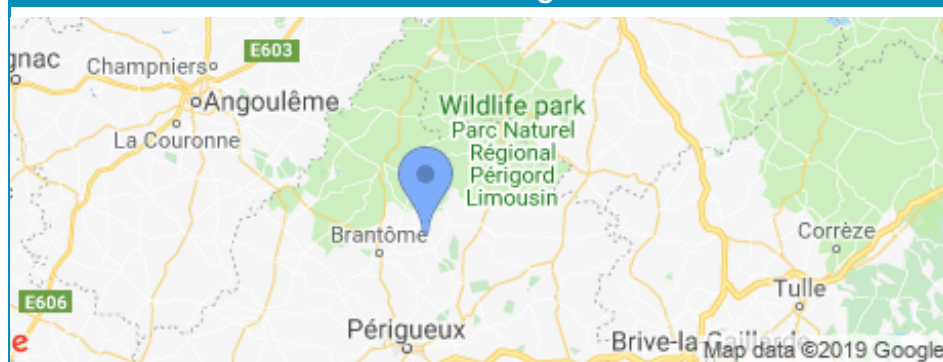 E603
gnac
Champniers
Angoulême
Wildlife park
Parc Naturel
Régional
Périgord
Limousin
La Couronne
Brantôme
Corrèze
Tulle
E606
e
Périgueux
Brive-la-Gaillarde
Map data ©2019 Google